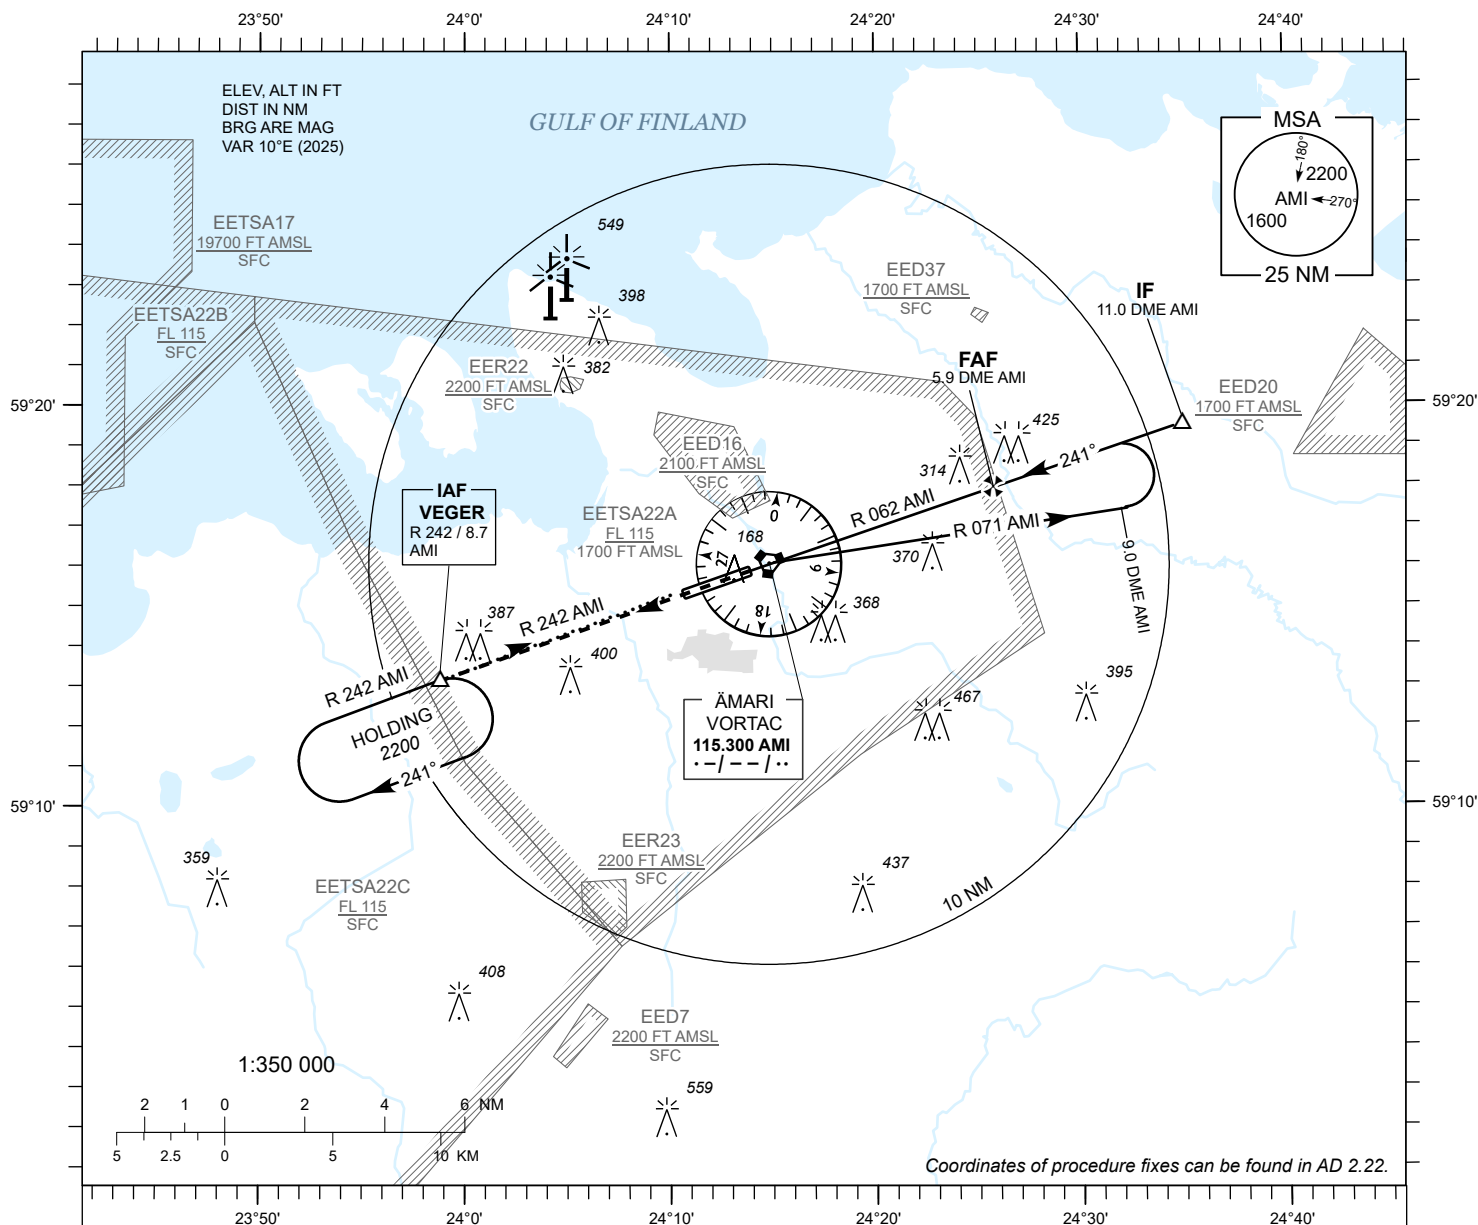 23°50'
24°0'
24°10'
24°20'
24°30'
24°40'
ELEV, ALT IN FT
DIST IN NM
BRG ARE MAG
VAR 10°E (2025)
GULF OF FINLAND
MSA
180°
2200
AMI
270°
1600
25 NM
EETSA17
19700 FT AMSL
SFC
549
398
EETSA22B
FL 115
SFC
EER22
2200 FT AMSL
SFC
382
EED37
1700 FT AMSL
SFC
IF
11.0 DME AMI
FAF
5.9 DME AMI
EED20
1700 FT AMSL
SFC
59°20'
59°20'
425
314
241°
EED16
2100 FT AMSL
SFC
IAF
VEGER
R 242 / 8.7
AMI
EETSA22A
FL 115
1700 FT AMSL
R 062 AMI
R 071 AMI
9.0 DME AMI
0
9
18
27
168
370
368
387
R 242 AMI
400
R 242 AMI
HOLDING
2200
241°
ÄMARI
VORTAC
115.300 AMI
395
467
59°10'
59°10'
EER23
2200 FT AMSL
SFC
359
EETSA22C
FL 115
SFC
437
10 NM
408
EED7
2200 FT AMSL
SFC
559
1:350 000
2 1 0 2 4 6 NM
5 2.5 0 5 10 KM
Coordinates of procedure fixes can be found in AD 2.22.
23°50'
24°0'
24°10'
24°20'
24°30'
24°40'